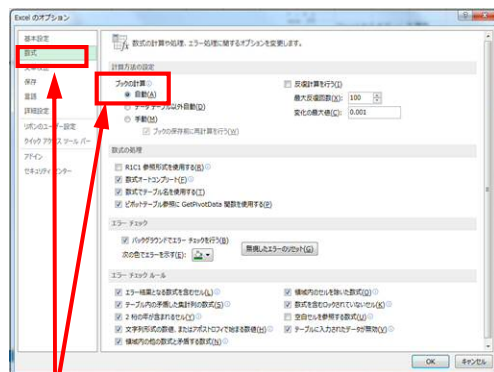 Excel のオプション
基本設定
数式
文章校正
保存
言語
詳細設定
リボンのユーザー設定
クイック アクセス ツール バー
アドイン
セキュリティ センター
数式の計算や処理、エラー処理に関するオプションを変更します。
計算方法の設定
ブックの計算
自動(A)
データ テーブル以外自動(D)
手動(M)
ブックの保存前に再計算を行う(W)
反復計算を行う(I)
最大反復回数(X): 100
変化の最大値(C): 0.001
数式の処理
R1C1 参照形式を使用する(R)
数式オートコンプリート(F)
数式でテーブル名を使用する(T)
ピボットテーブル参照に GetPivotData 関数を使用する(P)
エラー チェック
バックグラウンドでエラー チェックを行う(B)
次の色でエラーを示す(E):
無視したエラーのリセット(G)
エラー チェック ルール
エラー結果となる数式を含むセル(L)
テーブル内の矛盾した集計列の数式(S)
2 桁の年が含まれるセル(Y)
文字列形式の数値、またはアポストロフィで始まる数値(H)
領域内の他の数式と矛盾する数式(N)
領域内のセルを除いた数式(O)
数式を含むロックされていないセル(K)
空白セルを参照する数式(U)
テーブルに入力されたデータが無効(V)
OK
キャンセル